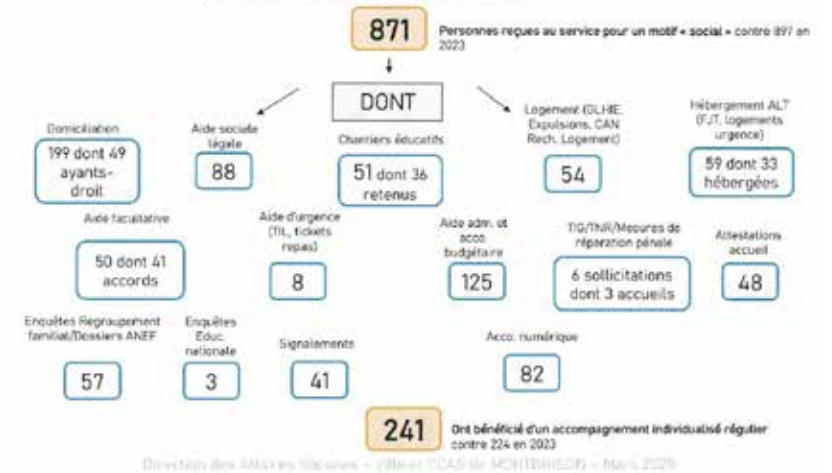 871
Personnes reçues au service pour un motif « social » contre 897 en
2023
DONT
Domiciliation
199 dont 49
ayants-
droit
Aide sociale
légale
88
Chantiers éducatifs
51 dont 36
retenus
Logement (SLHIE,
Expulsions, CAN
Rech. Logement)
54
Hébergement ALT
(FJT, logements
urgence)
59 dont 33
hébergées
Aide facultative
50 dont 41
accords
Aide d'urgence
(TIL, tickets
repas)
8
Aide adm. et
acco
budgétaire
125
TIG/TNR/Mesures de
réparation pénale
6 sollicitations
dont 3 accueils
Attestations
accueil
48
Enquêtes Regroupement
familial/Dossiers ANEF
57
Enquêtes
Educ.
nationale
3
Signalements
41
Acco. numérique
82
241
Ont bénéficié d'un accompagnement individualisé régulier
contre 224 en 2023
Direction des Affaires Sociales – Ville et CCAS de MONTBRISON – Mars 2025